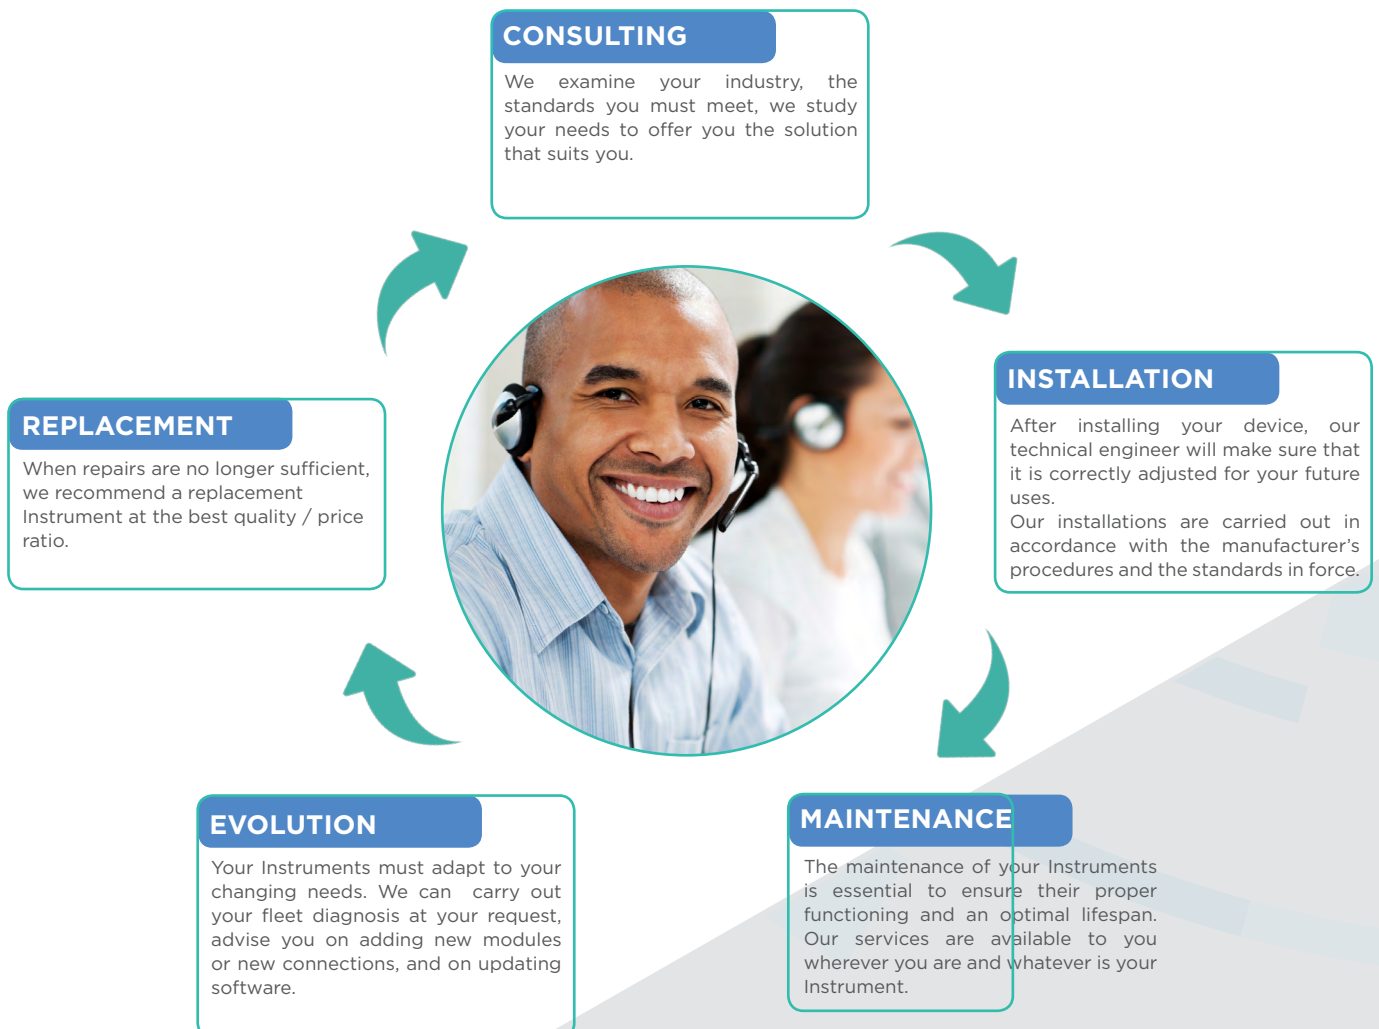 CONSULTING
We examine your industry, the
standards you must meet, we study
your needs to offer you the solution
that suits you.
INSTALLATION
After installing your device, our
technical engineer will make sure that
it is correctly adjusted for your future
uses.
Our installations are carried out in
accordance with the manufacturer's
procedures and the standards in force.
MAINTENANCE
The maintenance of your Instruments
is essential to ensure their proper
functioning and an optimal lifespan.
Our services are available to you
wherever you are and whatever is your
Instrument.
EVOLUTION
Your Instruments must adapt to your
changing needs. We can carry out
your fleet diagnosis at your request,
advise you on adding new modules
or new connections, and on updating
software.
REPLACEMENT
When repairs are no longer sufficient,
we recommend a replacement
Instrument at the best quality / price
ratio.